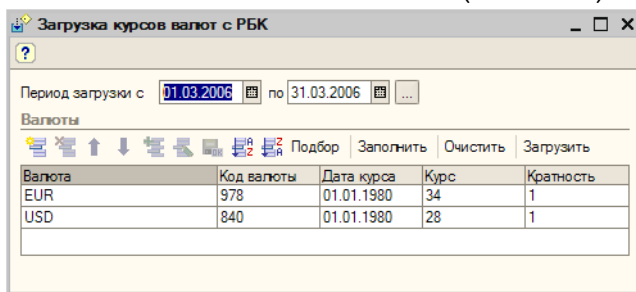 Загрузка курсов валют с РБК
Период загрузки с 01.03.2006 по 31.03.2006 ...
Валюты
Подбор Заполнить Очистить Загрузить
Валюта Код валюты Дата курса Курс Кратность
EUR 978 01.01.1980 34 1
USD 840 01.01.1980 28 1